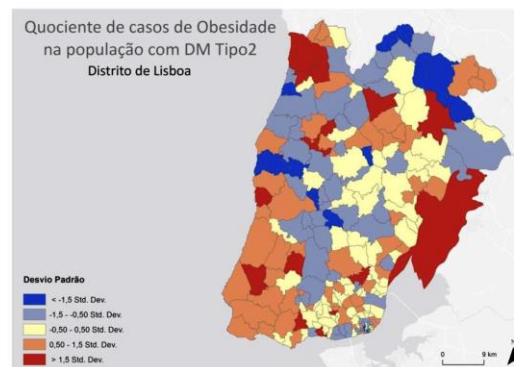 Quociente de casos de Obesidade
na população com DM Tipo2
Distrito de Lisboa
Desvio Padrão
< -1,5 Std. Dev.
-1,5 - -0,50 Std. Dev.
-0,50 - 0,50 Std. Dev.
0,50 - 1,5 Std. Dev.
> 1,5 Std. Dev.
0 9 km
N